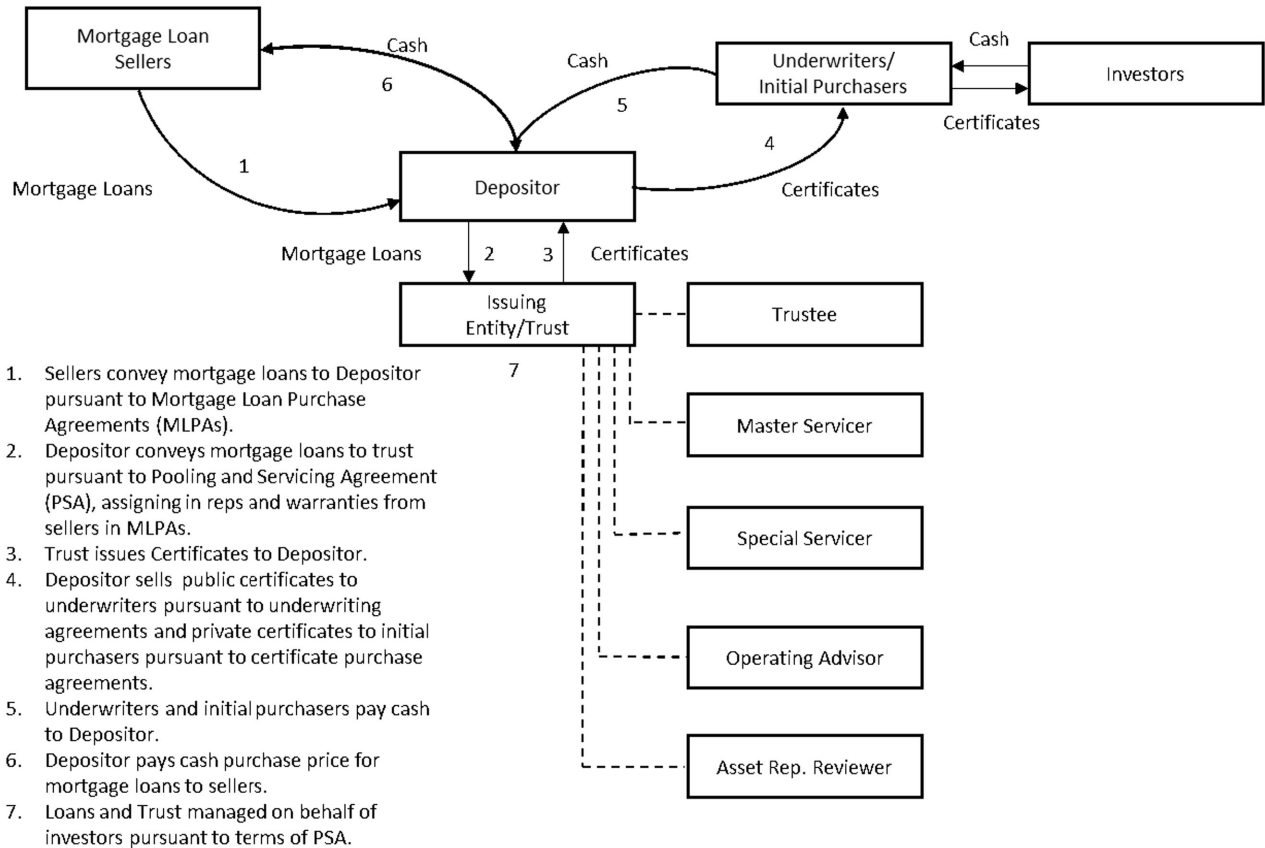 Mortgage Loan
Sellers
Cash
6
Cash
5
Underwriters/
Initial Purchasers
Cash
Certificates
Investors
1
Mortgage Loans
4
Certificates
Depositor
Mortgage Loans
2
3
Certificates
Issuing
Entity/Trust
7
Trustee
Master Servicer
Special Servicer
Operating Advisor
Asset Rep. Reviewer
1. Sellers convey mortgage loans to Depositor
pursuant to Mortgage Loan Purchase
Agreements (MLPAs).
2. Depositor conveys mortgage loans to trust
pursuant to Pooling and Servicing Agreement
(PSA), assigning in reps and warranties from
sellers in MLPAs.
3. Trust issues Certificates to Depositor.
4. Depositor sells public certificates to
underwriters pursuant to underwriting
agreements and private certificates to initial
purchasers pursuant to certificate purchase
agreements.
5. Underwriters and initial purchasers pay cash
to Depositor.
6. Depositor pays cash purchase price for
mortgage loans to sellers.
7. Loans and Trust managed on behalf of
investors pursuant to terms of PSA.